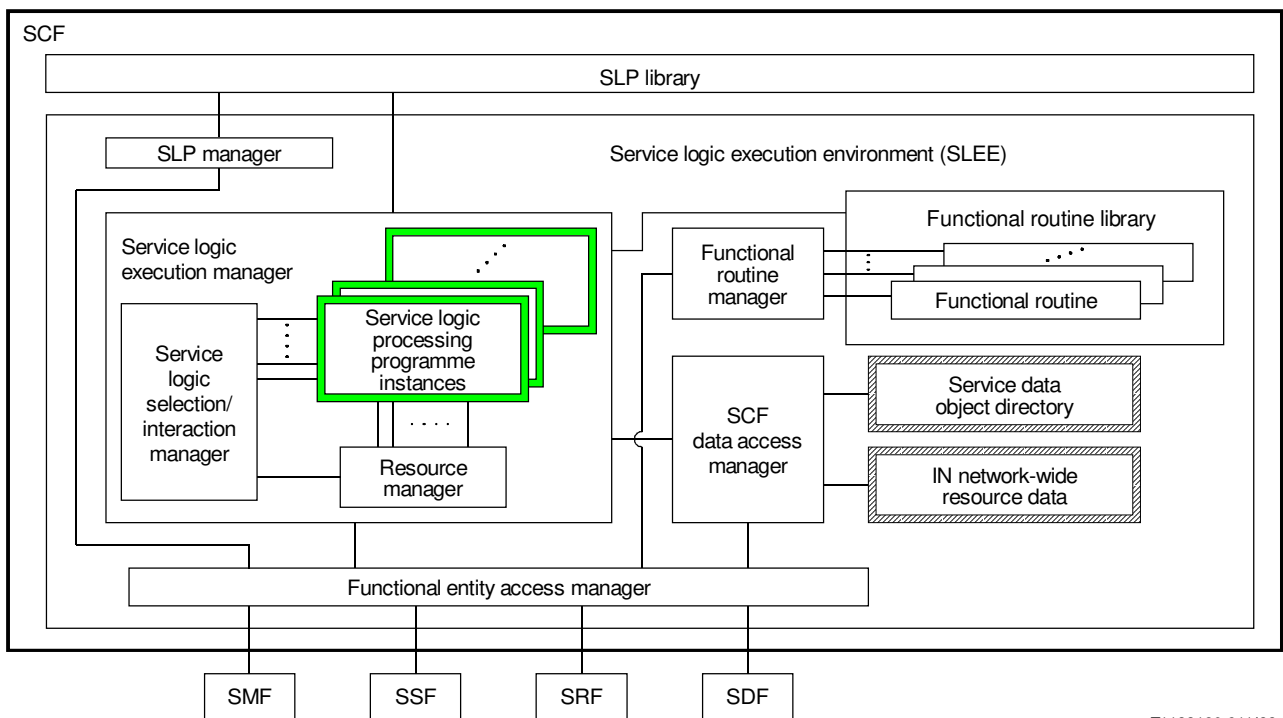 SCF
SLP library
SLP manager
Service logic execution environment (SLEE)
Service logic
execution manager
Functional routine library
Functional
routine
manager
Functional routine
Service logic
processing
programme
instances
Service
logic
selection/
interaction
manager
Resource
manager
SCF
data access
manager
Service data
object directory
IN network-wide
resource data
Functional entity access manager
SMF
SSF
SRF
SDF